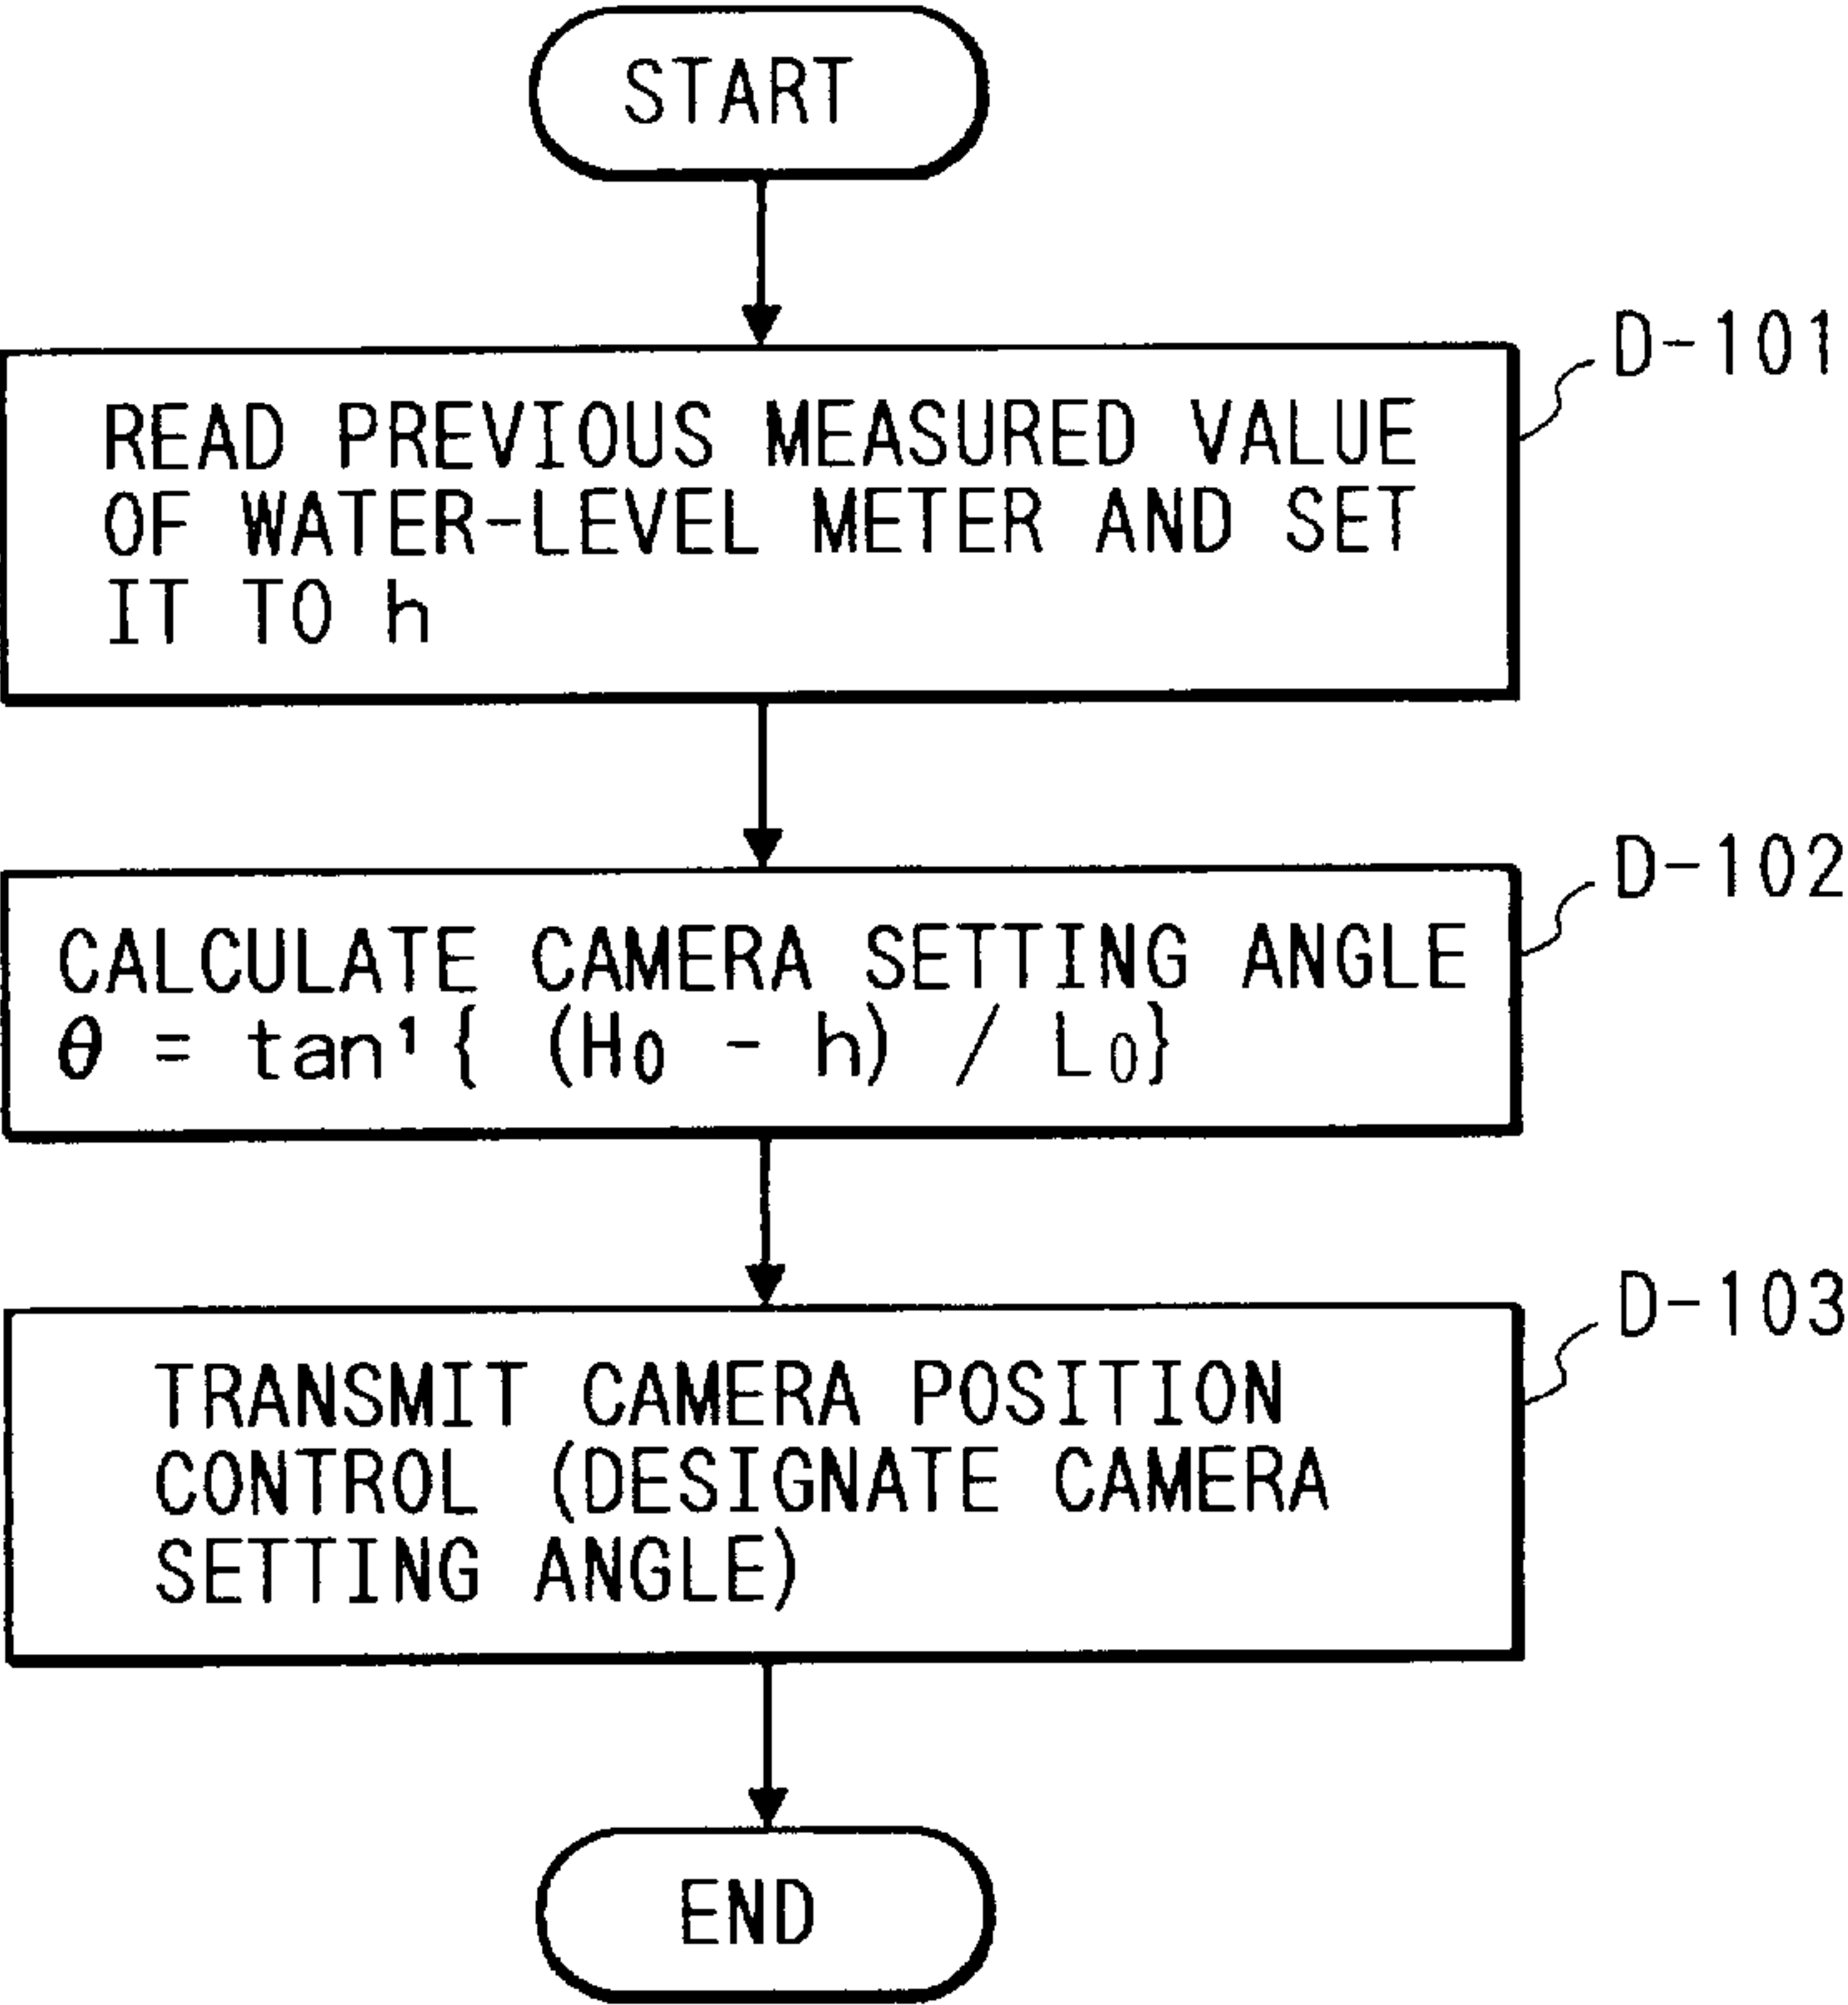 START
D-101
READ PREVIOUS MEASURED VALUE
OF WATER-LEVEL METER AND SET
IT TO h
D-102
CALCULATE CAMERA SETTING ANGLE
θ = tan¹{ (H₀ - h) / L₀}
D-103
TRANSMIT CAMERA POSITION
CONTROL (DESIGNATE CAMERA
SETTING ANGLE)
END